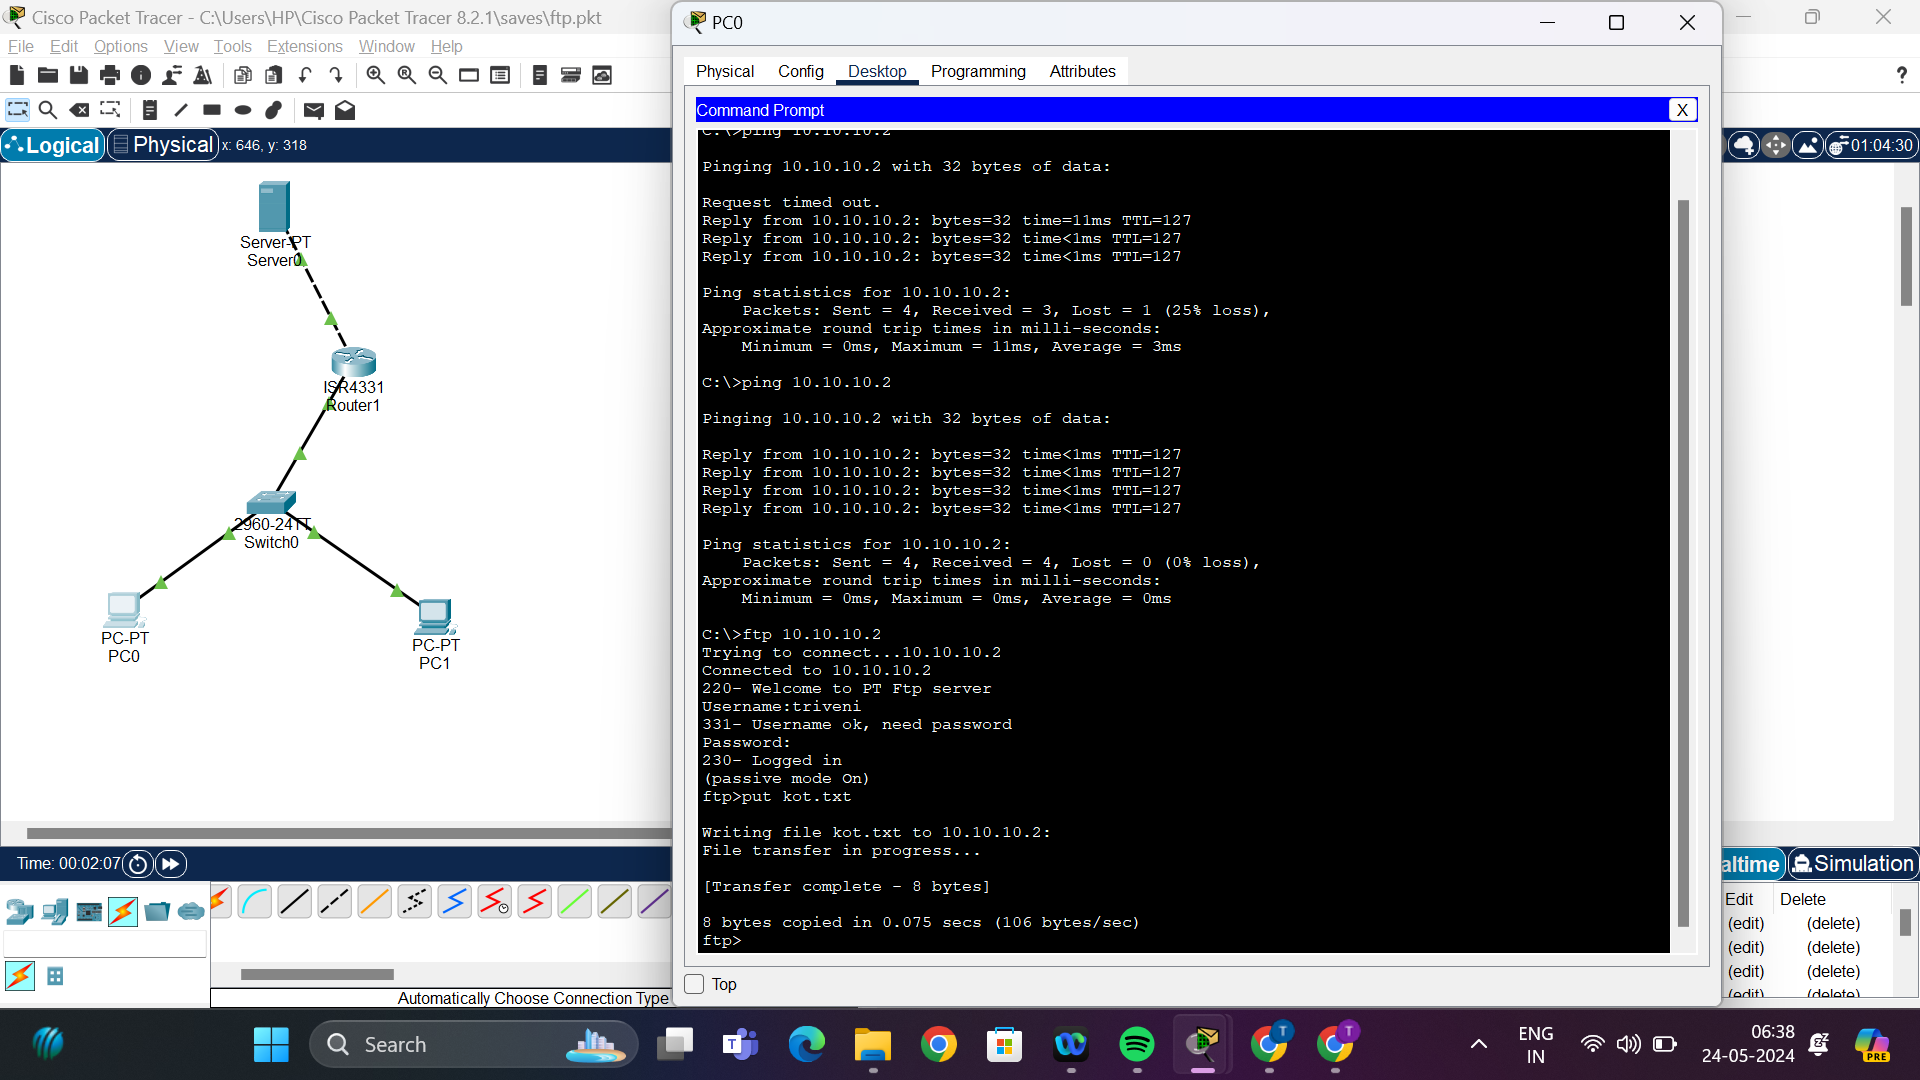 Cisco Packet Tracer - C:\Users\HP\Cisco Packet Tracer 8.2.1\saves\ftp.pkt
File Edit Options View Tools Extensions Window Help
?
Logical
Physical
x: 646, y: 318
01:04:30
Server-PT
Server0
ISR4331
Router1
2960-24TT
Switch0
PC-PT
PC0
PC-PT
PC1
PC0
Physical Config Desktop Programming Attributes
Command Prompt
X
C:\>ping 10.10.10.2
Pinging 10.10.10.2 with 32 bytes of data:
Request timed out.
Reply from 10.10.10.2: bytes=32 time=11ms TTL=127
Reply from 10.10.10.2: bytes=32 time<1ms TTL=127
Reply from 10.10.10.2: bytes=32 time<1ms TTL=127
Ping statistics for 10.10.10.2:
Packets: Sent = 4, Received = 3, Lost = 1 (25% loss),
Approximate round trip times in milli-seconds:
Minimum = 0ms, Maximum = 11ms, Average = 3ms
C:\>ping 10.10.10.2
Pinging 10.10.10.2 with 32 bytes of data:
Reply from 10.10.10.2: bytes=32 time<1ms TTL=127
Reply from 10.10.10.2: bytes=32 time<1ms TTL=127
Reply from 10.10.10.2: bytes=32 time<1ms TTL=127
Reply from 10.10.10.2: bytes=32 time<1ms TTL=127
Ping statistics for 10.10.10.2:
Packets: Sent = 4, Received = 4, Lost = 0 (0% loss),
Approximate round trip times in milli-seconds:
Minimum = 0ms, Maximum = 0ms, Average = 0ms
C:\>ftp 10.10.10.2
Trying to connect...10.10.10.2
Connected to 10.10.10.2
220- Welcome to PT Ftp server
Username:triveni
331- Username ok, need password
Password:
230- Logged in
(passive mode On)
ftp>put kot.txt
Writing file kot.txt to 10.10.10.2:
File transfer in progress...
[Transfer complete - 8 bytes]
8 bytes copied in 0.075 secs (106 bytes/sec)
ftp>
Top
Time: 00:02:07
altime
Simulation
Edit Delete
(edit) (delete)
(edit) (delete)
(edit) (delete)
(edit) (delete)
Automatically Choose Connection Type
Search
T
T
ENG
IN
06:38
24-05-2024
PRE